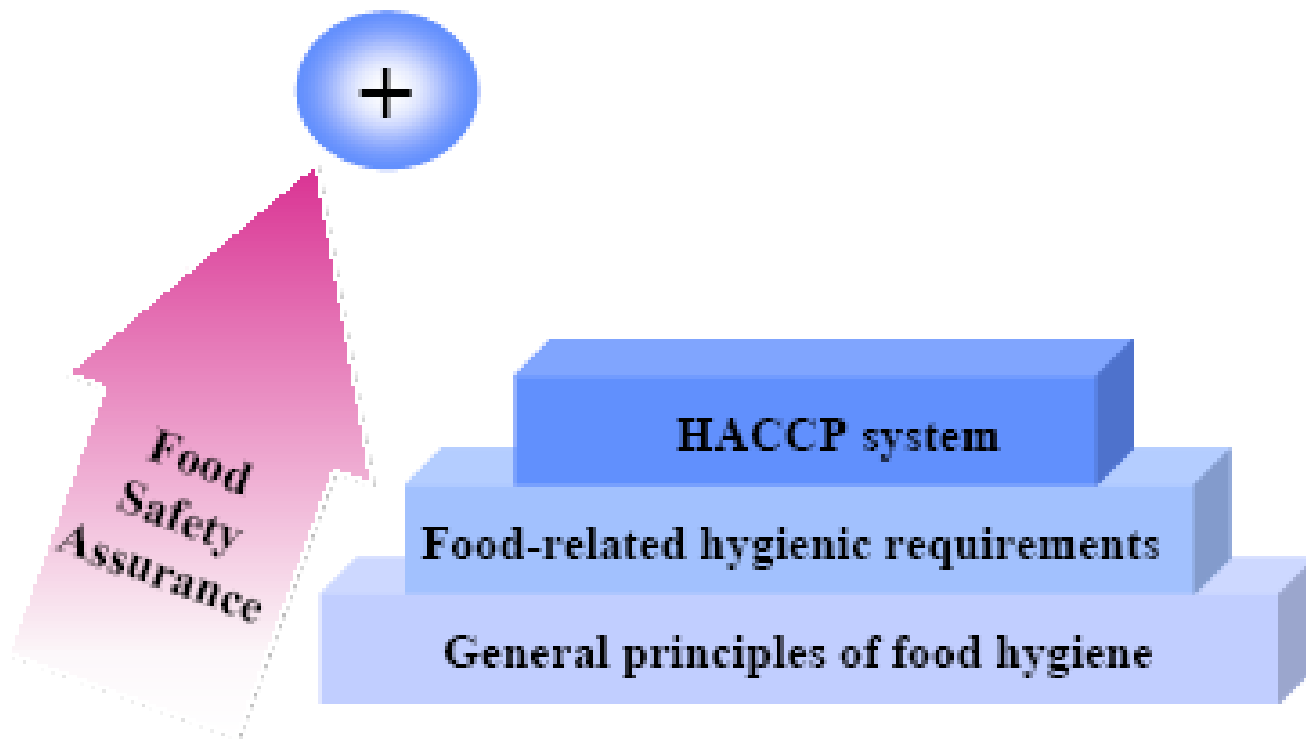 +
Food
Safety
Assurance
HACCP system
Food-related hygienic requirements
General principles of food hygiene